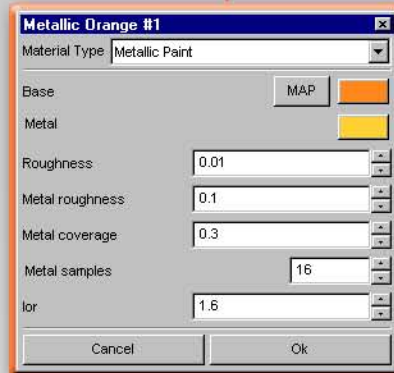 Metallic Orange #1
Material Type Metallic Paint
Base MAP
Metal
Roughness 0.01
Metal roughness 0.1
Metal coverage 0.3
Metal samples 16
Ior 1.6
Cancel Ok